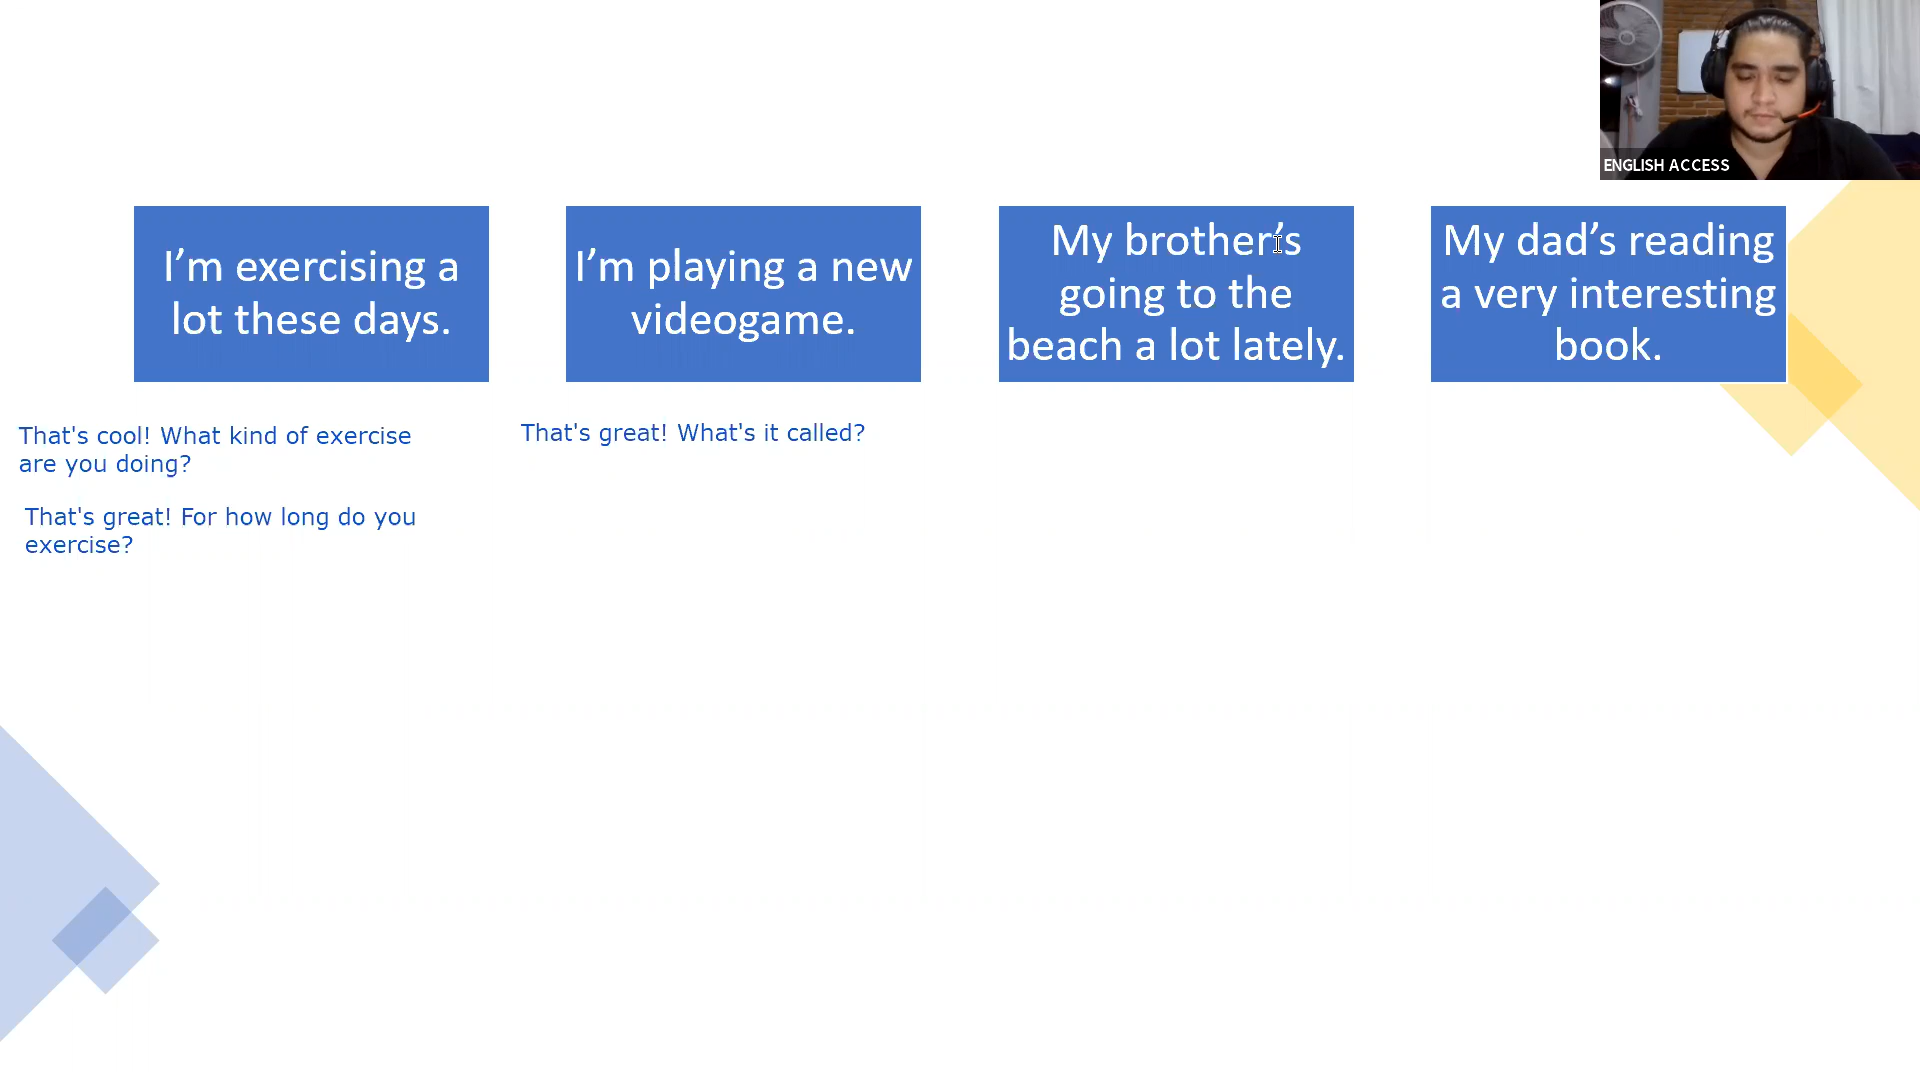 ENGLISH ACCESS
I’m exercising a
lot these days.
I’m playing a new
videogame.
My brother’s
going to the
beach a lot lately.
My dad’s reading
a very interesting
book.
That's cool! What kind of exercise
are you doing?
That's great! For how long do you
exercise?
That's great! What's it called?